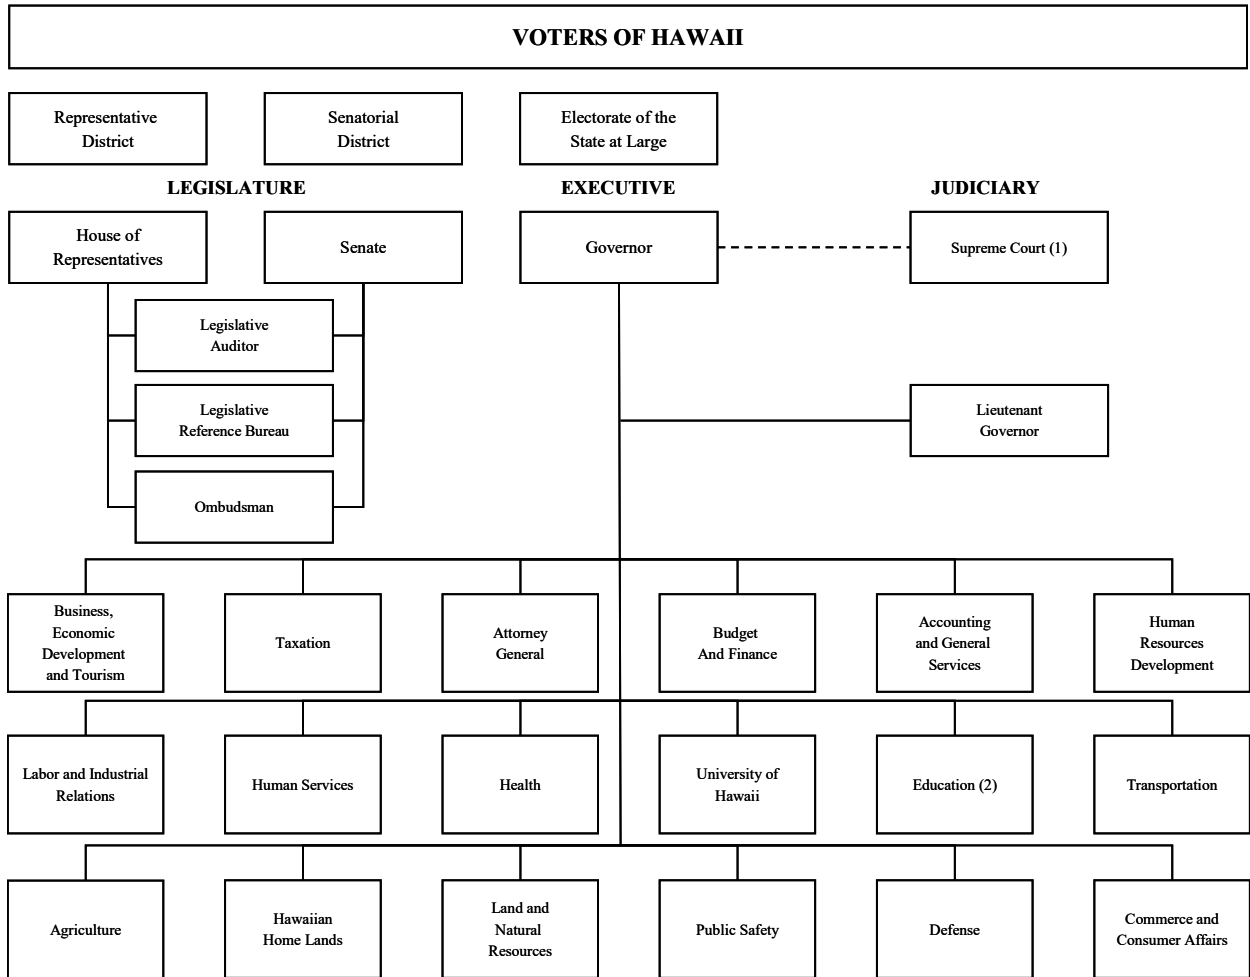 VOTERS OF HAWAII
Representative
District
Senatorial
District
Electorate of the
State at Large
LEGISLATURE
EXECUTIVE
JUDICIARY
House of
Representatives
Senate
Governor
Supreme Court (1)
Legislative
Auditor
Legislative
Reference Bureau
Lieutenant
Governor
Ombudsman
Business,
Economic
Development
and Tourism
Taxation
Attorney
General
Budget
And Finance
Accounting
and General
Services
Human
Resources
Development
Labor and Industrial
Relations
Human Services
Health
University of
Hawaii
Education (2)
Transportation
Agriculture
Hawaiian
Home Lands
Land and
Natural
Resources
Public Safety
Defense
Commerce and
Consumer Affairs